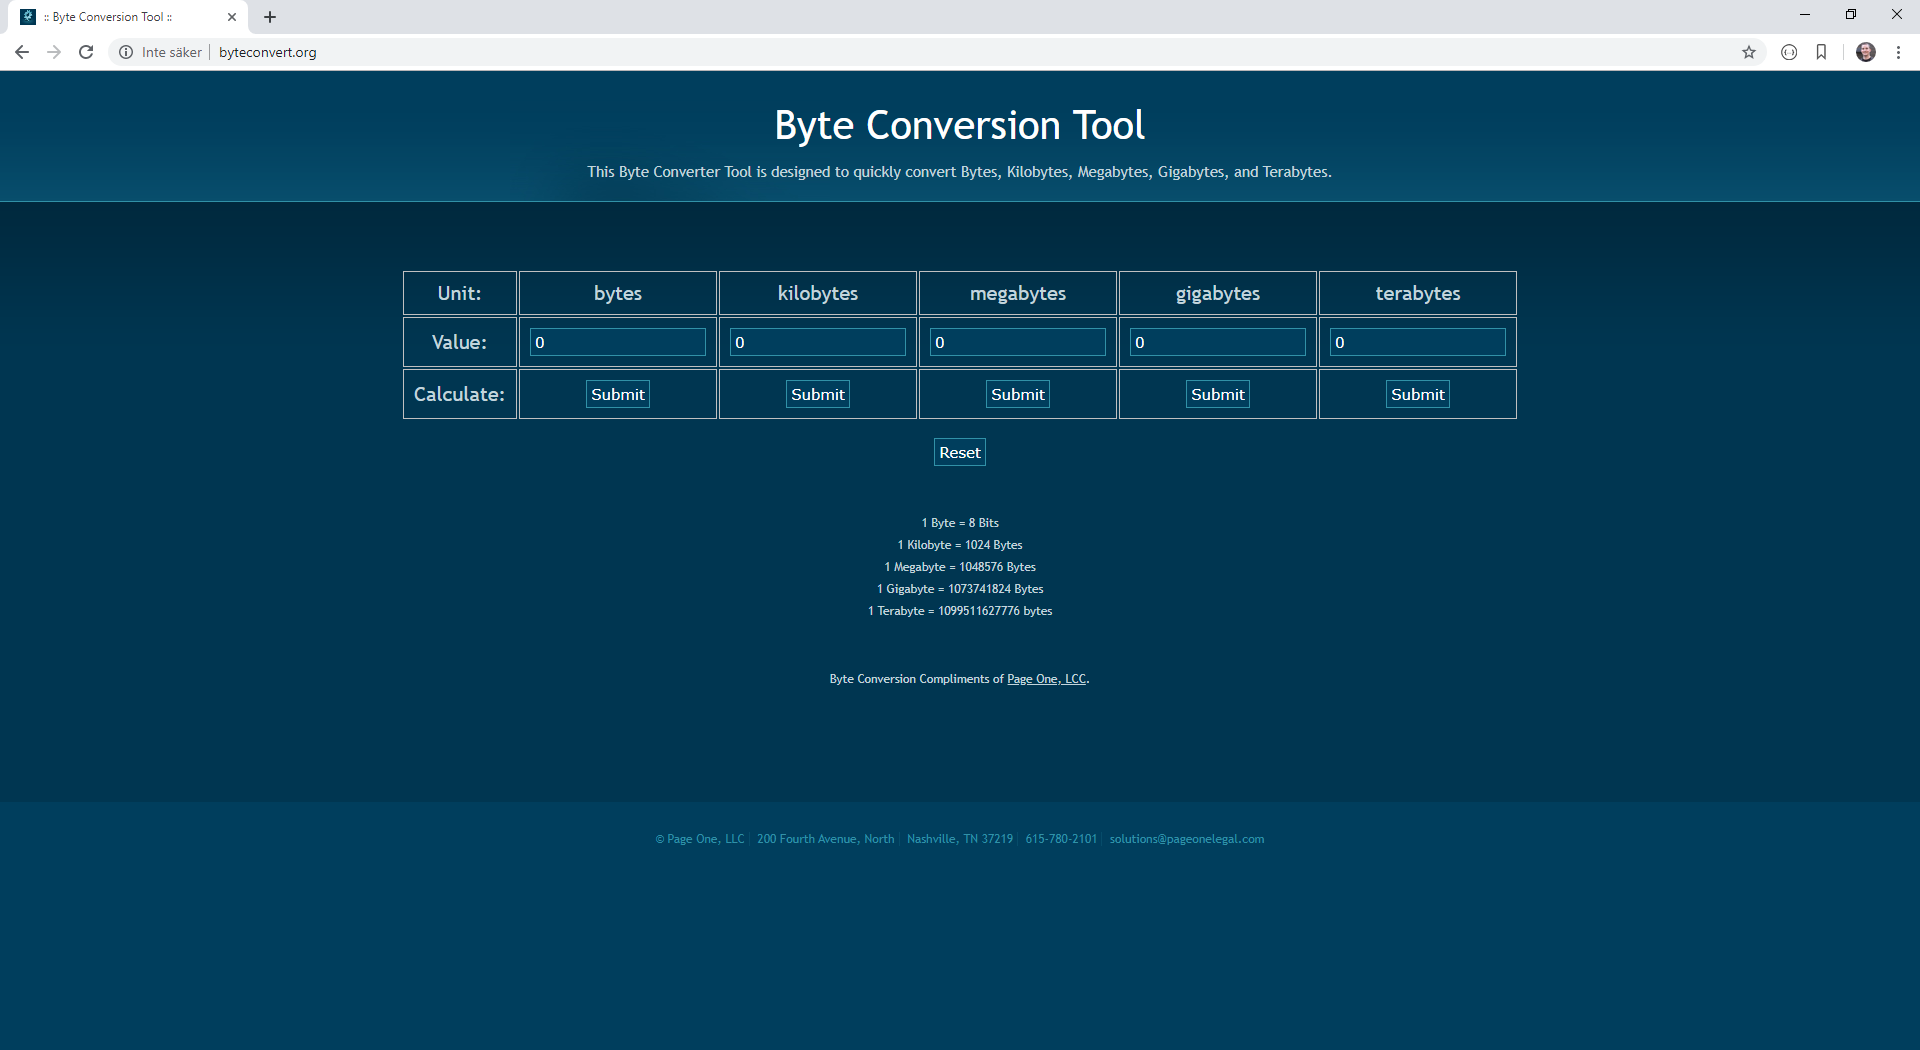 :: Byte Conversion Tool ::
Inte säker byteconvert.org
Byte Conversion Tool
This Byte Converter Tool is designed to quickly convert Bytes, Kilobytes, Megabytes, Gigabytes, and Terabytes.
Unit: bytes kilobytes megabytes gigabytes terabytes
Value: 0 0 0 0 0
Calculate: Submit Submit Submit Submit Submit
Reset
1 Byte = 8 Bits
1 Kilobyte = 1024 Bytes
1 Megabyte = 1048576 Bytes
1 Gigabyte = 1073741824 Bytes
1 Terabyte = 1099511627776 bytes
Byte Conversion Compliments of Page One, LCC.
© Page One, LLC | 200 Fourth Avenue, North | Nashville, TN 37219 | 615-780-2101 | solutions@pageonelegal.com